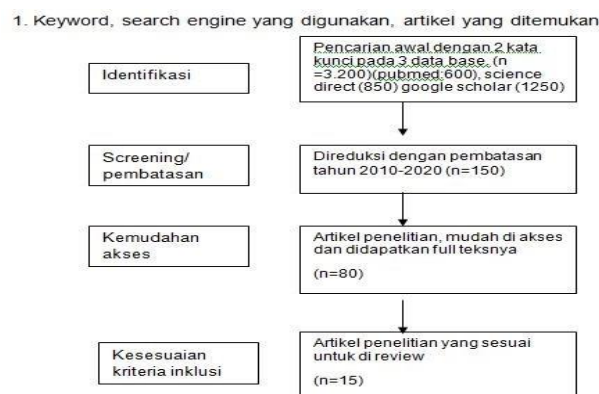 1. Keyword, search engine yang digunakan, artikel yang ditemukan
Identifikasi
Pencarian awal dengan 2 kata
kunci pada 3 data base. (n
=3.200)(pubmed:600), science
direct (850) google scholar (1250)
Screening/
pembatasan
Direduksi dengan pembatasan
tahun 2010-2020 (n=150)
Kemudahan
akses
Artikel penelitian, mudah di akses
dan didapatkan full teksnya
(n=80)
Kesesuaian
kriteria inklusi
Artikel penelitian yang sesuai
untuk di review
(n=15)